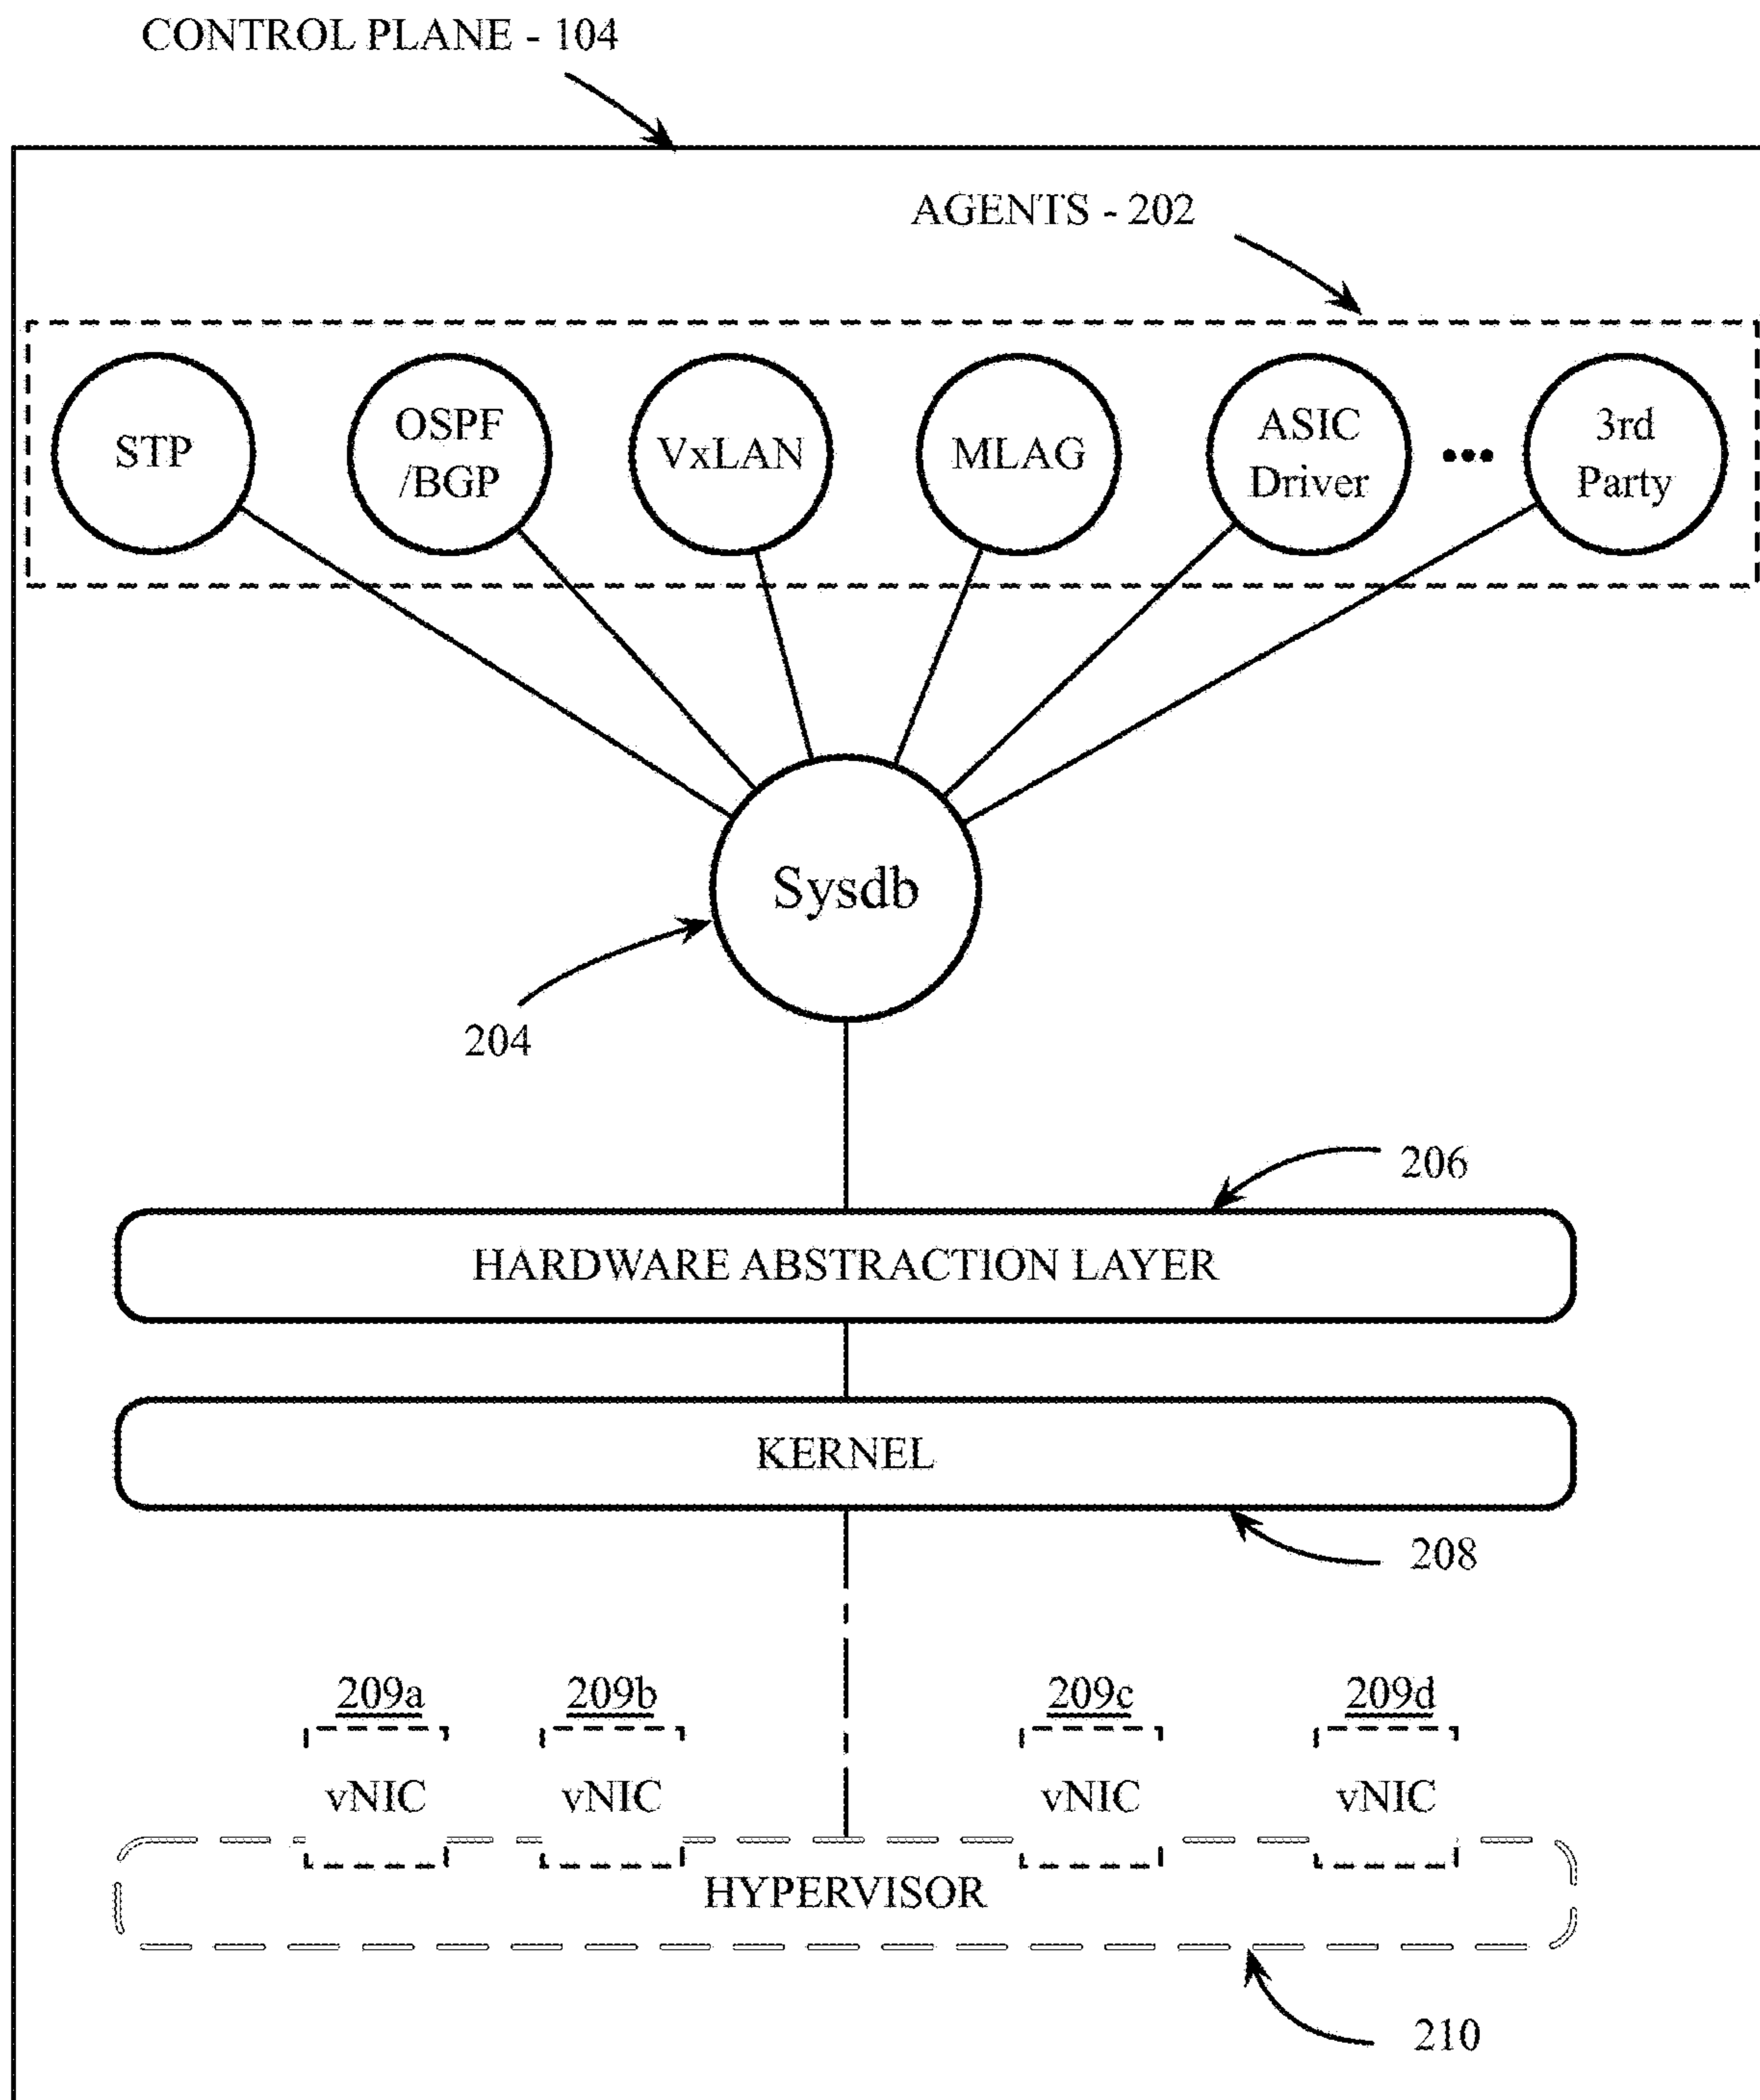 CONTROL PLANE - 104
AGENTS - 202
STP
OSPF
/BGP
VxLAN
MLAG
ASIC
Driver
3rd
Party
Sysdb
204
206
HARDWARE ABSTRACTION LAYER
KERNEL
208
209a
209b
209c
209d
vNIC
vNIC
vNIC
vNIC
HYPERVISOR
210